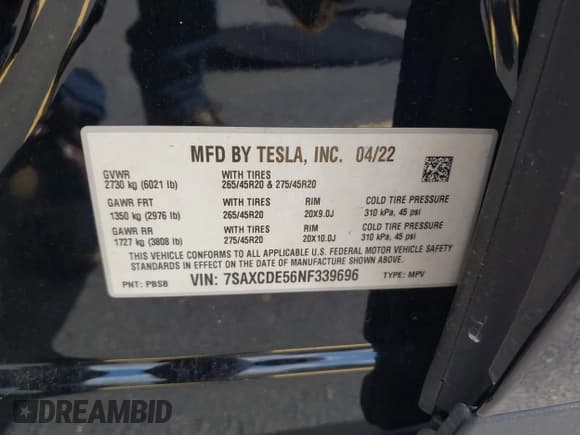 MFD BY TESLA, INC. 04/22
GVWR
2730 kg (6021 lb)
WITH TIRES
265/45R20 & 275/45R20
GAWR FRT
1350 kg (2976 lb)
WITH TIRES
265/45R20
RIM
20X9.0J
COLD TIRE PRESSURE
310 kPa, 45 psi
GAWR RR
1727 kg (3808 lb)
WITH TIRES
275/45R20
RIM
20X10.0J
COLD TIRE PRESSURE
310 kPa, 45 psi
THIS VEHICLE CONFORMS TO ALL APPLICABLE U.S. FEDERAL MOTOR VEHICLE SAFETY
STANDARDS IN EFFECT ON THE DATE OF MANUFACTURE SHOWN ABOVE.
PNT: PBSB VIN: 7SAXCDE56NF339696 TYPE: MPV
DREAMBID